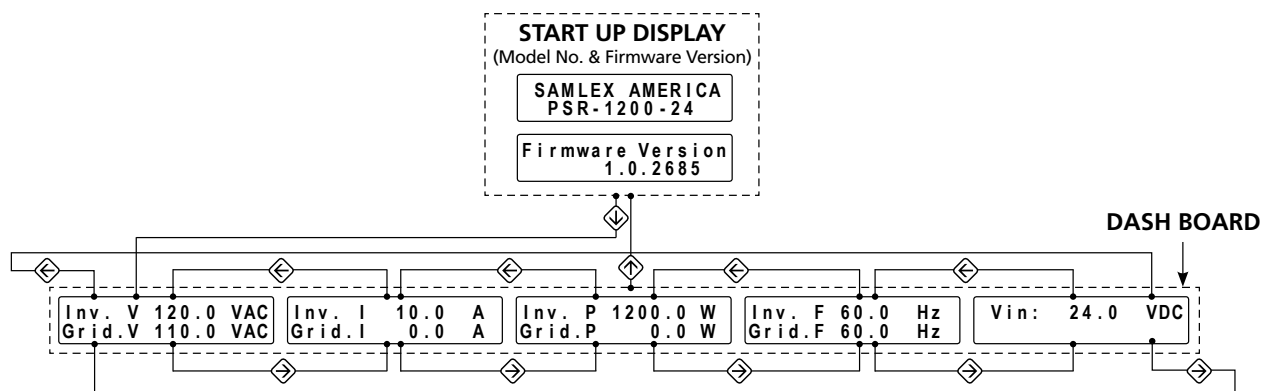 START UP DISPLAY
(Model No. & Firmware Version)
SAMLEX AMERICA
PSR-1200-24
Firmware Version
1.0.2685
DASH BOARD
Inv. V 120.0 VAC
Grid.V 110.0 VAC
Inv. I 10.0 A
Grid.I 0.0 A
Inv. P 1200.0 W
Grid.P 0.0 W
Inv. F 60.0 Hz
Grid.F 60.0 Hz
Vin: 24.0 VDC